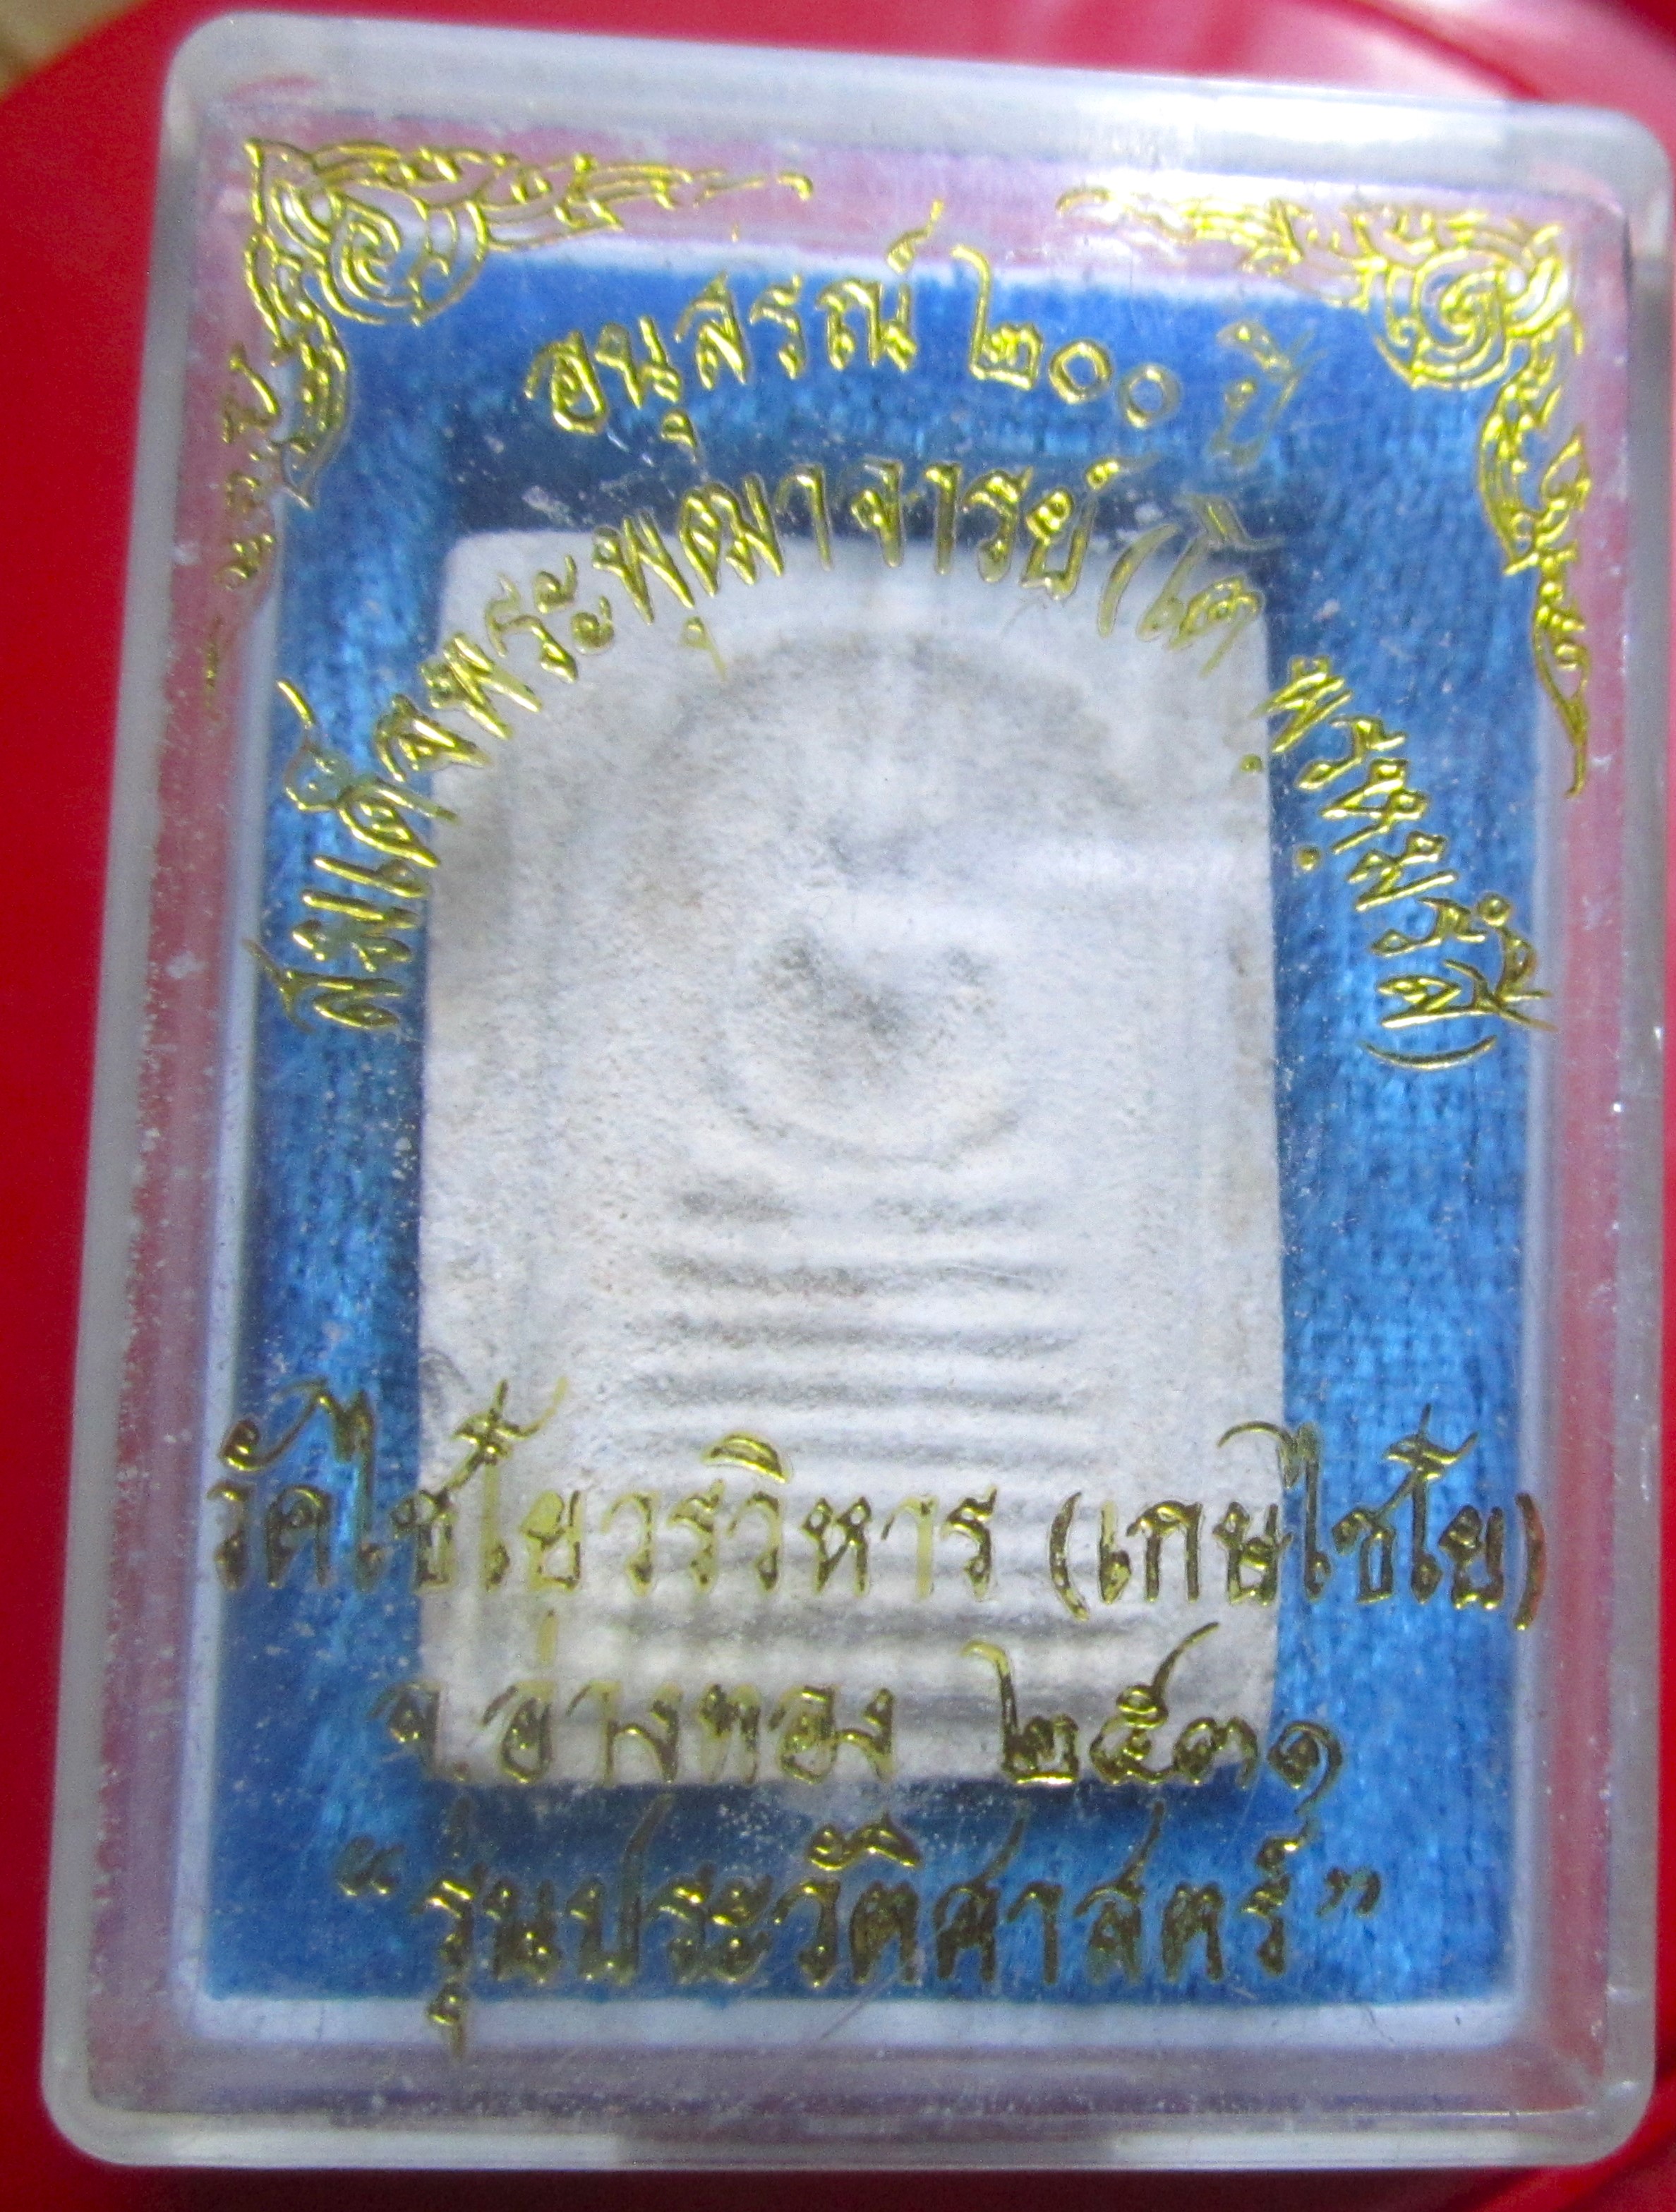 อนุสรณ์ ๒๐๐ ปี
สมเด็จพระพุฒาจารย์ (โต พรหมรังสี)
วัดไชโยวรวิหาร (เกษไชโย)
จ.อ่างทอง ๒๕๓๑
“รุ่นประวัติศาสตร์”